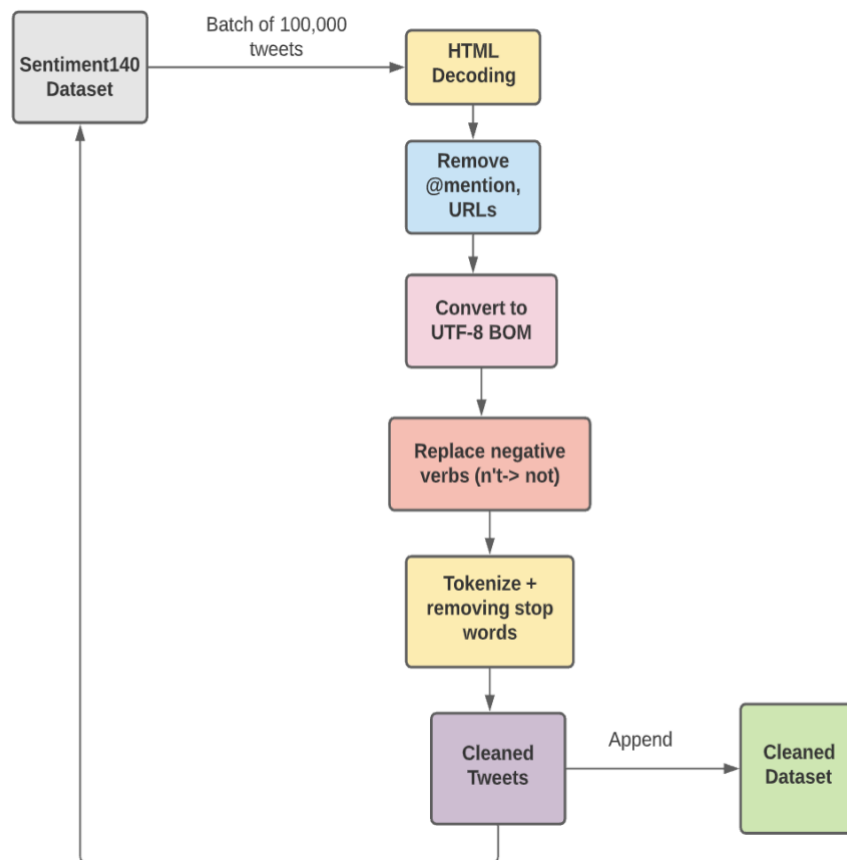 Batch of 100,000
tweets
Sentiment140
Dataset
HTML
Decoding
Remove
@mention,
URLs
Convert to
UTF-8 BOM
Replace negative
verbs (n't-> not)
Tokenize +
removing stop
words
Cleaned
Tweets
Append
Cleaned
Dataset